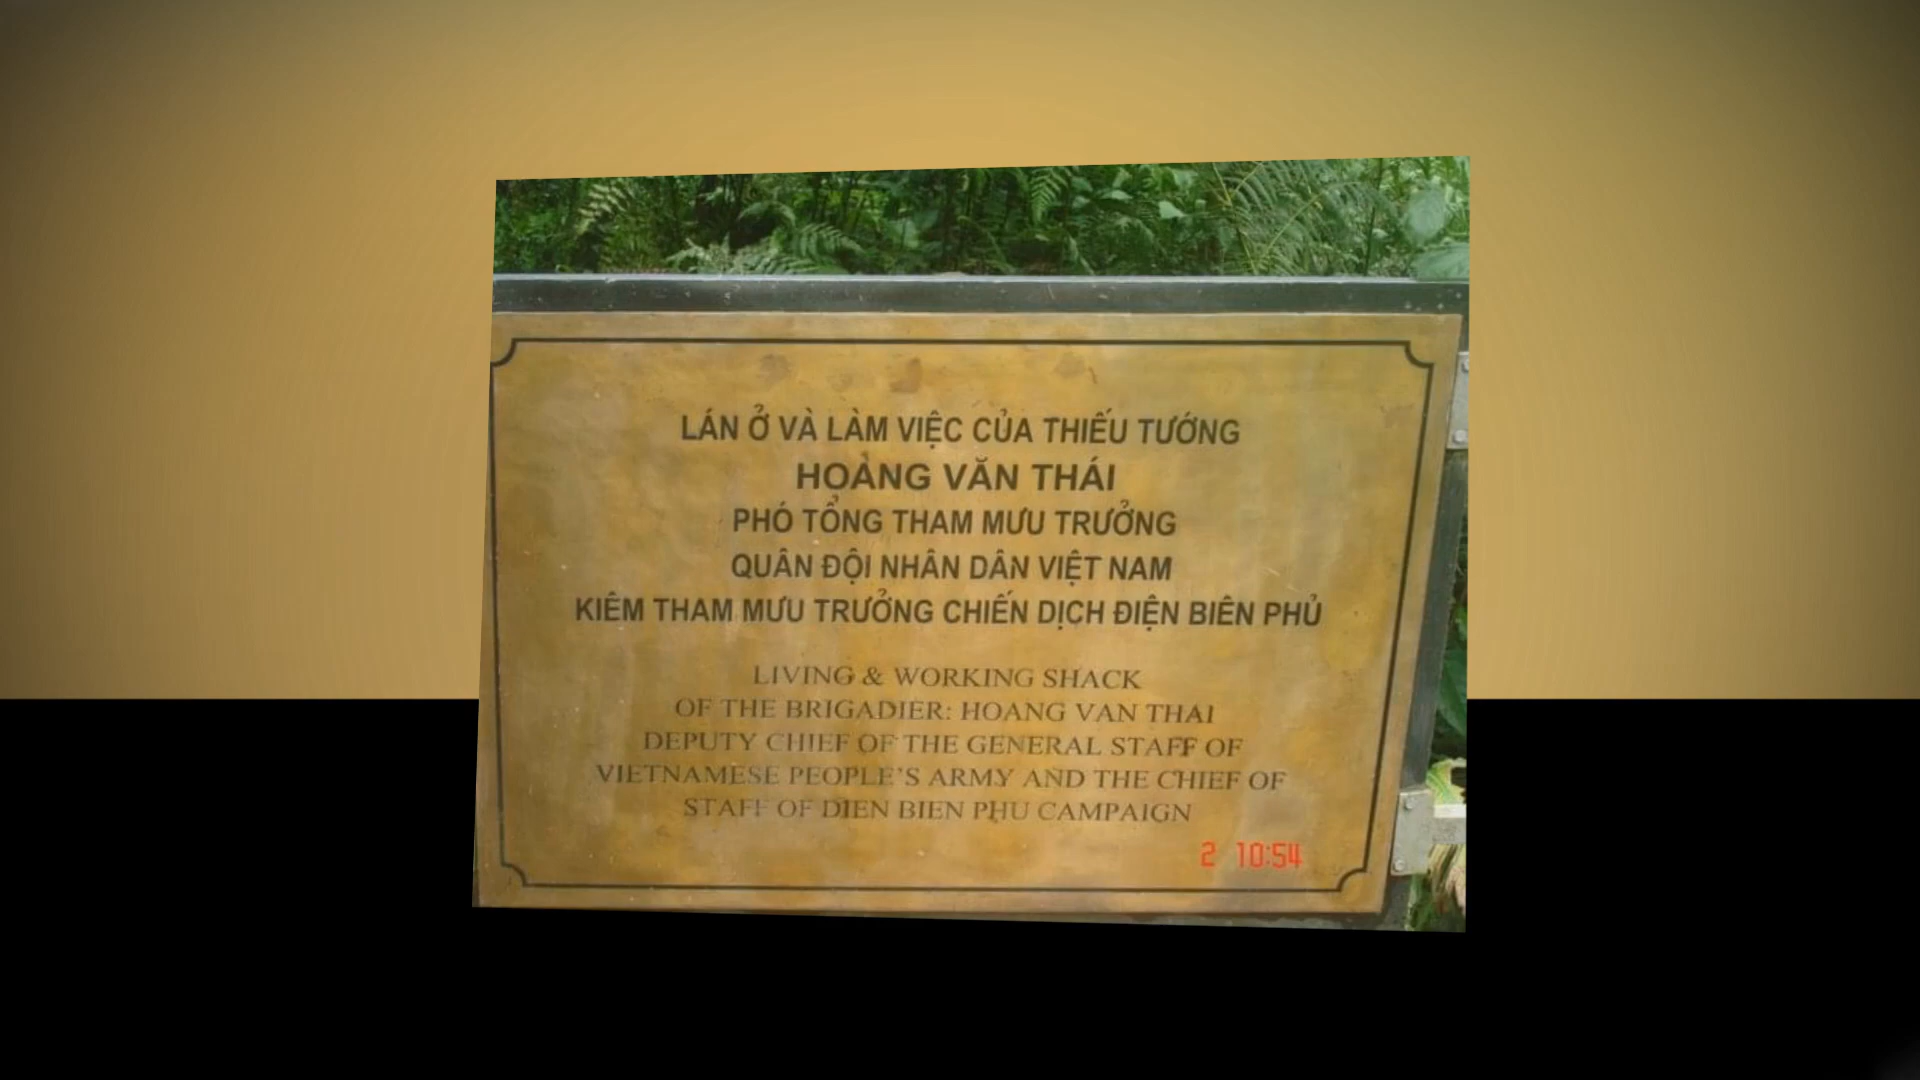 LÁN Ở VÀ LÀM VIỆC CỦA THIẾU TƯỚNG
HOÀNG VĂN THÁI
PHÓ TỔNG THAM MƯU TRƯỞNG
QUÂN ĐỘI NHÂN DÂN VIỆT NAM
KIÊM THAM MƯU TRƯỞNG CHIẾN DỊCH ĐIỆN BIÊN PHỦ
LIVING & WORKING SHACK
OF THE BRIGADIER: HOANG VAN THAI
DEPUTY CHIEF OF THE GENERAL STAFF OF
VIETNAMESE PEOPLE'S ARMY AND THE CHIEF OF
STAFF OF DIEN BIEN PHU CAMPAIGN
2 10:54